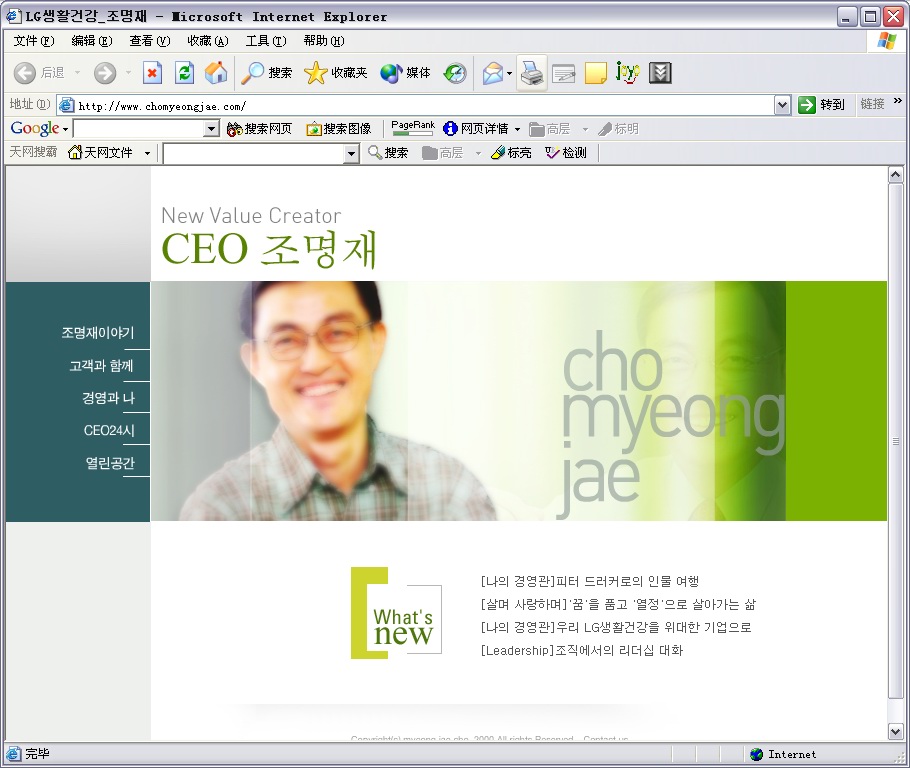 LG생활건강_조명재 - Microsoft Internet Explorer
文件(F) 编辑(E) 查看(V) 收藏(A) 工具(T) 帮助(H)
后退 搜索 收藏夹 媒体
地址(D) http://www.chomyeongjae.com/ 转到 链接 »
Google 搜索网页 搜索图像 PageRank 网页详情 高层 标明
天网搜霸 天网文件 搜索 高层 标亮 检测
New Value Creator
CEO 조명재
조명재이야기
고객과 함께
경영과 나
CEO24시
열린공간
cho
myeong
jae
What's
new
[나의 경영관]피터 드러커로의 인물 여행
[살며 사랑하며]'꿈'을 품고 '열정'으로 살아가는 삶
[나의 경영관]우리 LG생활건강을 위대한 기업으로
[Leadership]조직에서의 리더십 대화
Copyright(c) myeong jae cho, 2000 All rights Reserved. Contact us
完毕 Internet